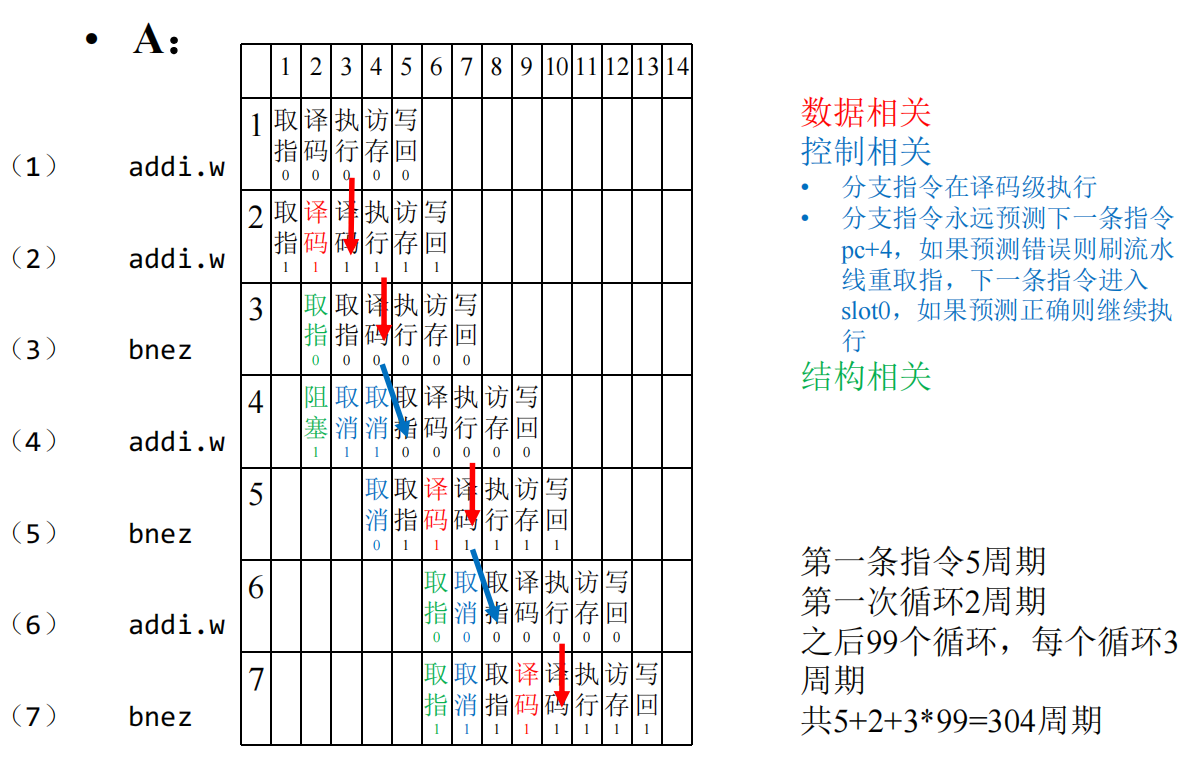 • A：
1 2 3 4 5 6 7 8 9 10 11 12 13 14
（1） addi.w 1 取指0 译码0 执行0 访存0 写回0
（2） addi.w 2 取指1 译码1 译码1 执行1 访存1 写回1
（3） bnez 3 取指0 取指0 译码0 执行0 访存0 写回0
（4） addi.w 4 阻塞1 取消1 取消1 取指0 译码0 执行0 访存0 写回0
（5） bnez 5 取消0 取指1 译码1 译码1 执行1 访存1 写回1
（6） addi.w 6 取指0 取消0 取指0 译码0 执行0 访存0 写回0
（7） bnez 7 取指1 取消1 取指1 译码1 译码1 执行1 访存1 写回1
数据相关
控制相关
• 分支指令在译码级执行
• 分支指令永远预测下一条指令
pc+4，如果预测错误则刷流水
线重取指，下一条指令进入
slot0，如果预测正确则继续执
行
结构相关
第一条指令5周期
第一次循环2周期
之后99个循环，每个循环3
周期
共5+2+3*99=304周期